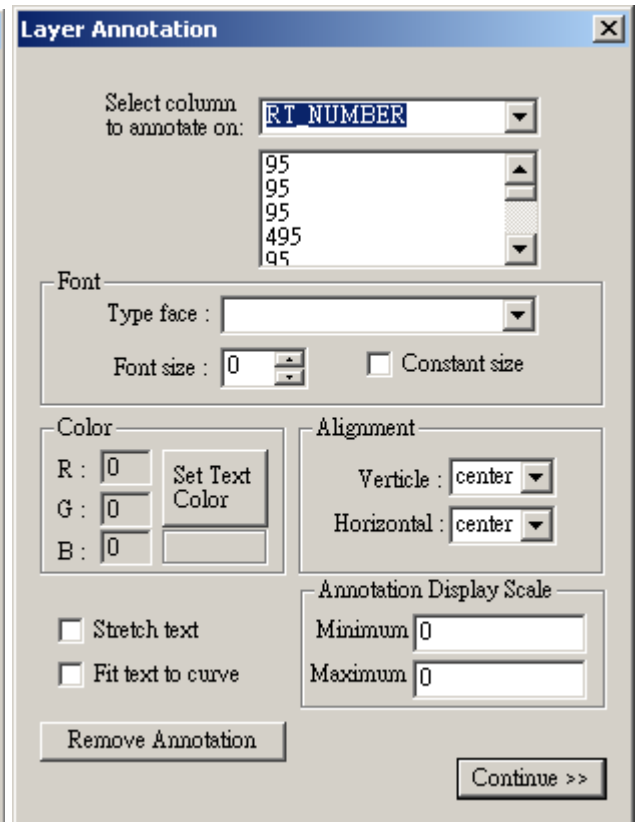 Layer Annotation
Select column
to annotate on:
RT_NUMBER
95
95
95
495
95
Font
Type face :
Font size : 0
Constant size
Color
R : 0
G : 0
B : 0
Set Text
Color
Alignment
Verticle : center
Horizontal : center
Stretch text
Fit text to curve
Annotation Display Scale
Minimum 0
Maximum 0
Remove Annotation
Continue >>